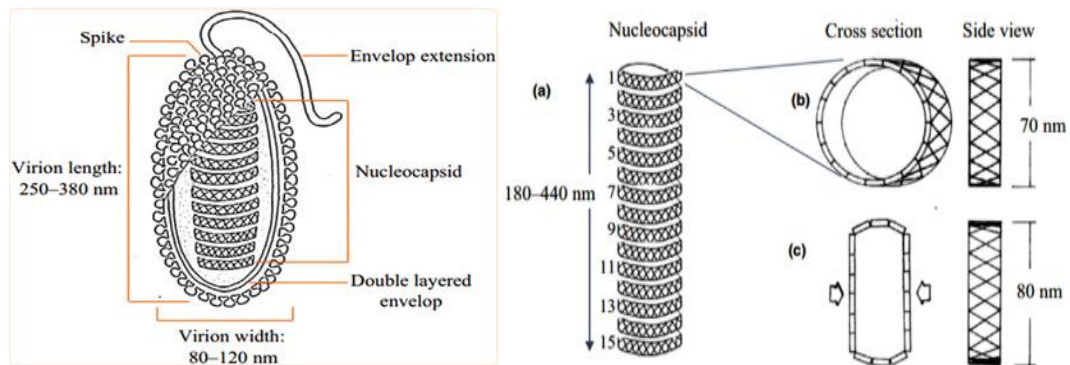 Spike
Envelop extension
Virion length:
250–380 nm
Nucleocapsid
Double layered
envelop
Virion width:
80–120 nm
Nucleocapsid
Cross section
Side view
(a)
1
3
5
7
9
11
13
15
180–440 nm
(b)
70 nm
(c)
80 nm